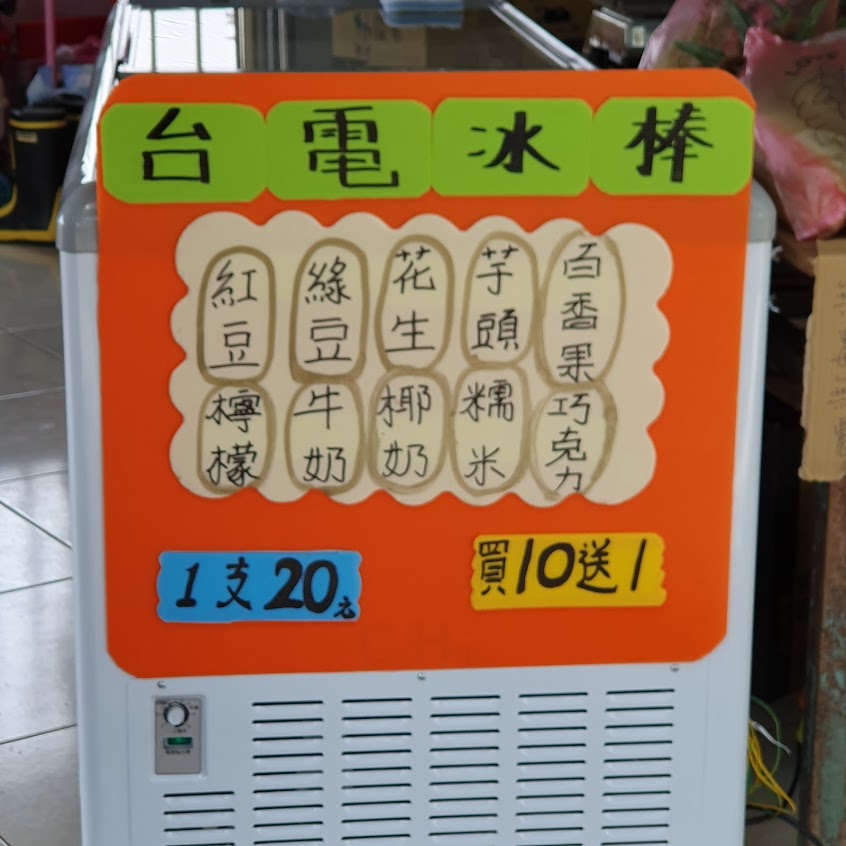 台電冰棒
紅豆 綠豆 花生 芋頭 百香果
檸檬 牛奶 椰奶 糯米 巧克力
1支20元
買10送1